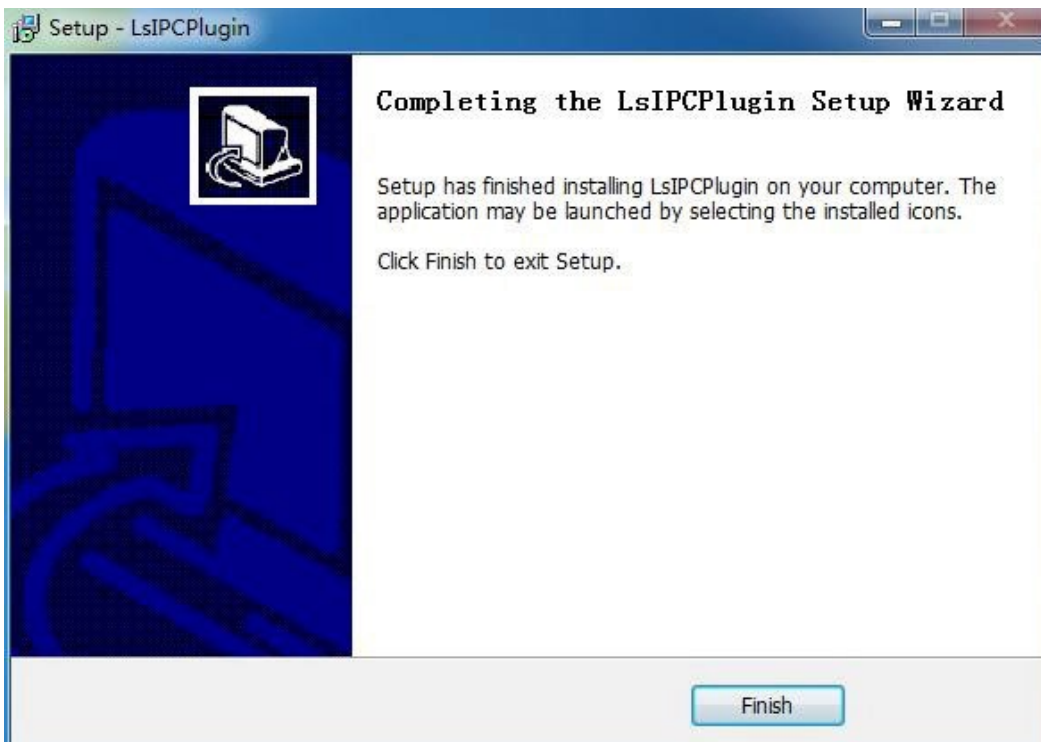 Setup - LsIPCPlugin
Completing the LsIPCPlugin Setup Wizard
Setup has finished installing LsIPCPlugin on your computer. The
application may be launched by selecting the installed icons.
Click Finish to exit Setup.
Finish